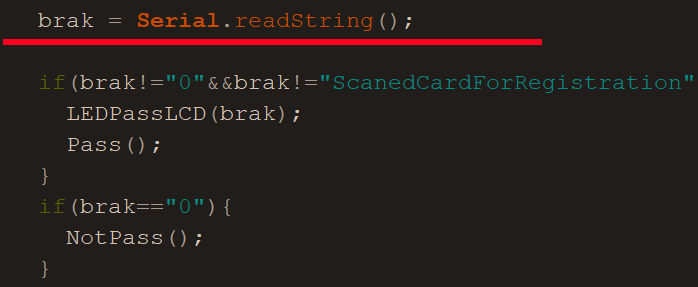 brak = Serial.readString();
if(brak!="0"&&brak!="ScanedCardForRegistration"
LEDPassLCD(brak);
Pass();
}
if(brak=="0"){
NotPass();
}